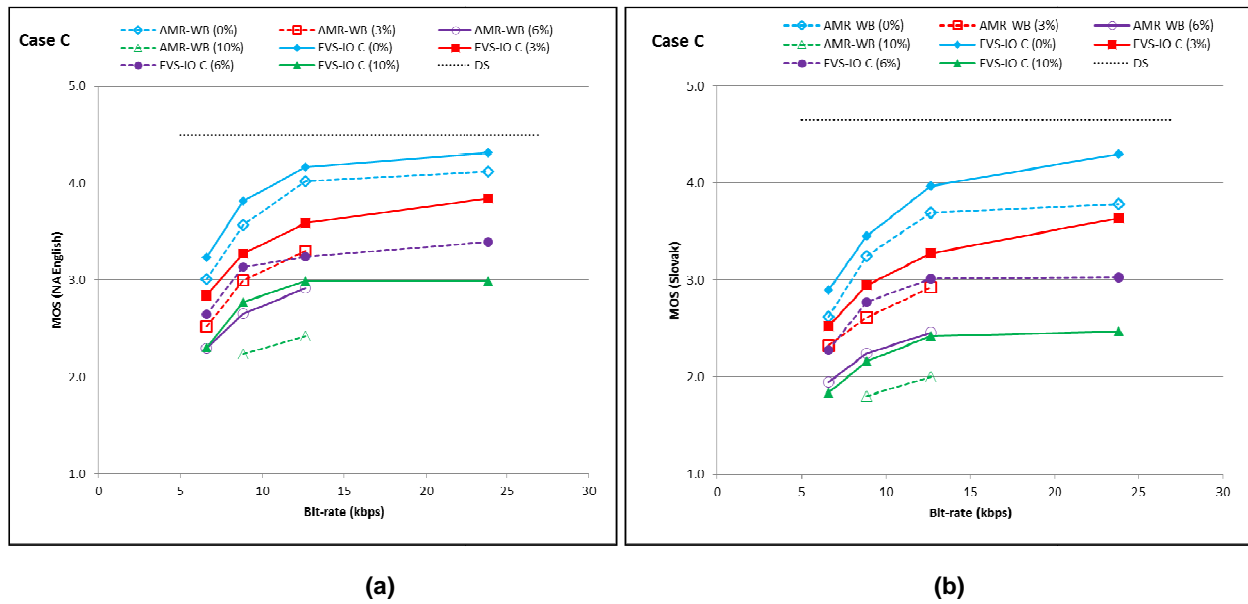 Case C
AMR-WB (0%) AMR-WB (3%) AMR-WB (6%)
AMR-WB (10%) EVS-IO C (0%) EVS-IO C (3%)
EVS-IO C (6%) EVS-IO C (10%) DS
5.0
4.0
3.0
2.0
1.0
MOS (NA English)
0 5 10 15 20 25 30
Bit-rate (kbps)
(a)
Case C
AMR-WB (0%) AMR-WB (3%) AMR-WB (6%)
AMR-WB (10%) EVS-IO C (0%) EVS-IO C (3%)
EVS-IO C (6%) EVS-IO C (10%) DS
5.0
4.0
3.0
2.0
1.0
MOS (Slovak)
0 5 10 15 20 25 30
Bit-rate (kbps)
(b)